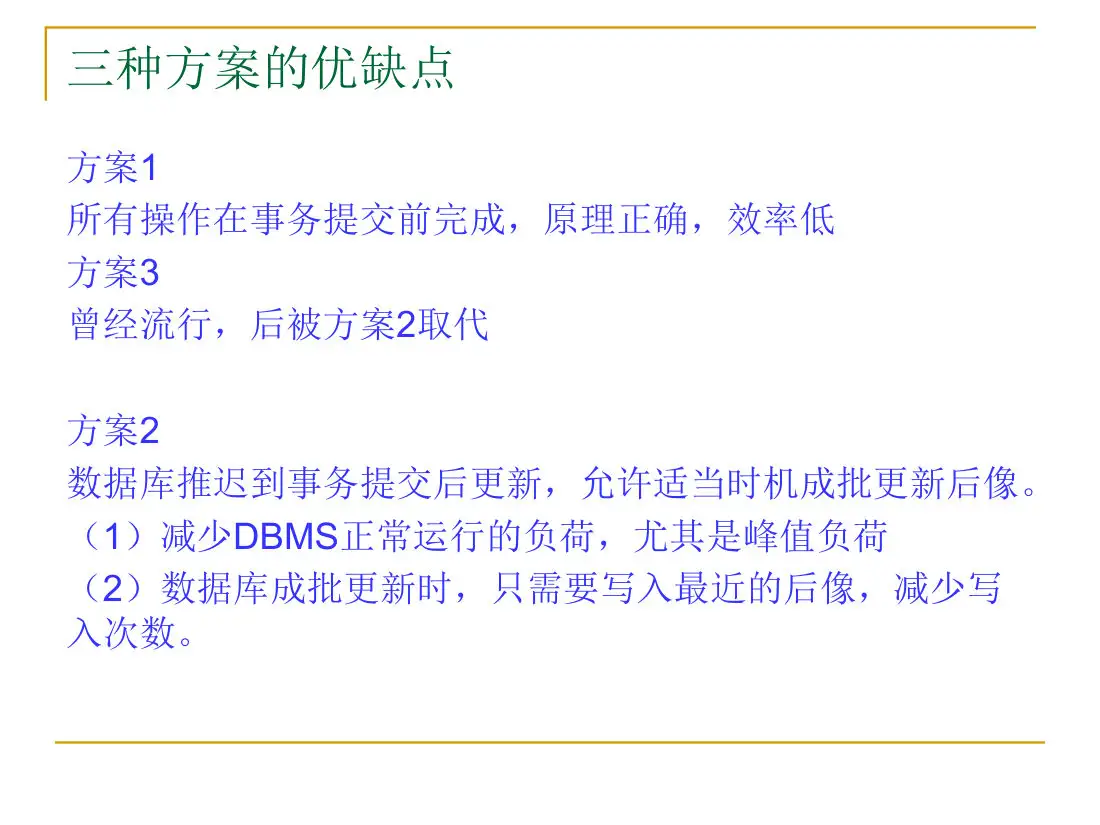 三种方案的优缺点
方案1
所有操作在事务提交前完成，原理正确，效率低
方案3
曾经流行，后被方案2取代
方案2
数据库推迟到事务提交后更新，允许适当时机成批更新后像。
（1）减少DBMS正常运行的负荷，尤其是峰值负荷
（2）数据库成批更新时，只需要写入最近的后像，减少写
入次数。